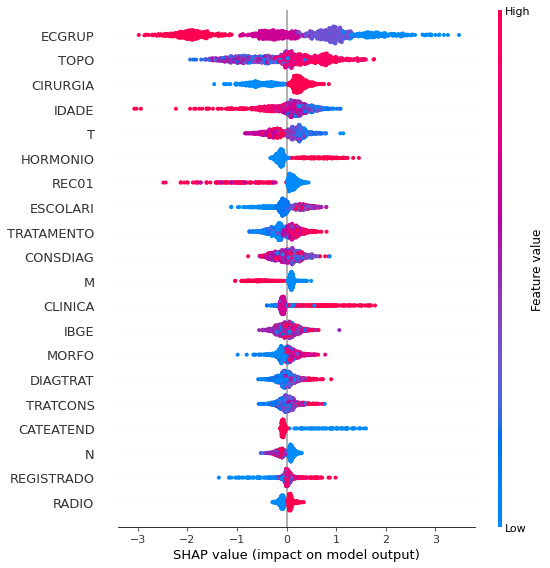 High
ECGRUP
TOPO
CIRURGIA
IDADE
T
HORMONIO
REC01
ESCOLARI
TRATAMENTO
CONSDIAG
M
CLINICA
IBGE
MORFO
DIAGTRAT
TRATCONS
CATEATEND
N
REGISTRADO
RADIO
Feature value
Low
−3 −2 −1 0 1 2 3
SHAP value (impact on model output)